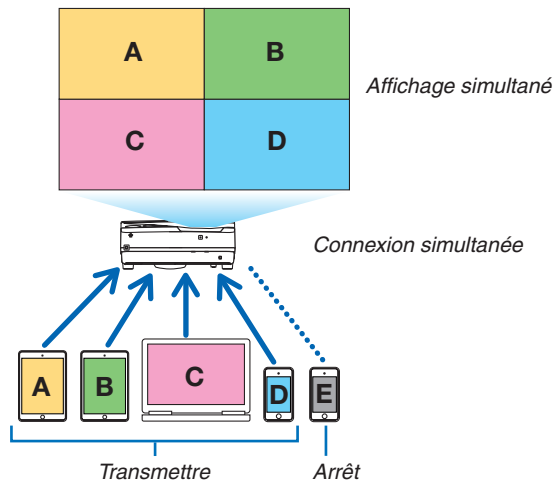 A B
Affichage simultané
C D
Connexion simultanée
A B C D E
Transmettre Arrêt